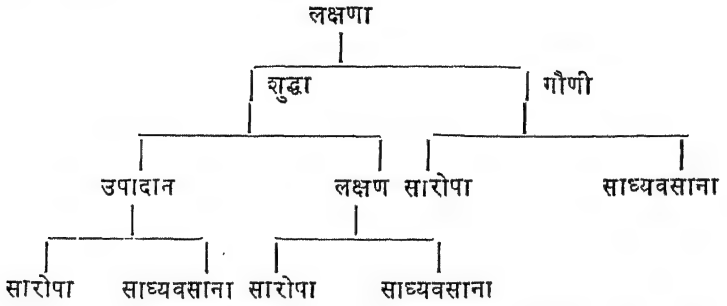 लक्षणा
शुद्धा गौणी
उपादान लक्षण सारोपा साध्यवसाना
सारोपा साध्यवसाना सारोपा साध्यवसाना